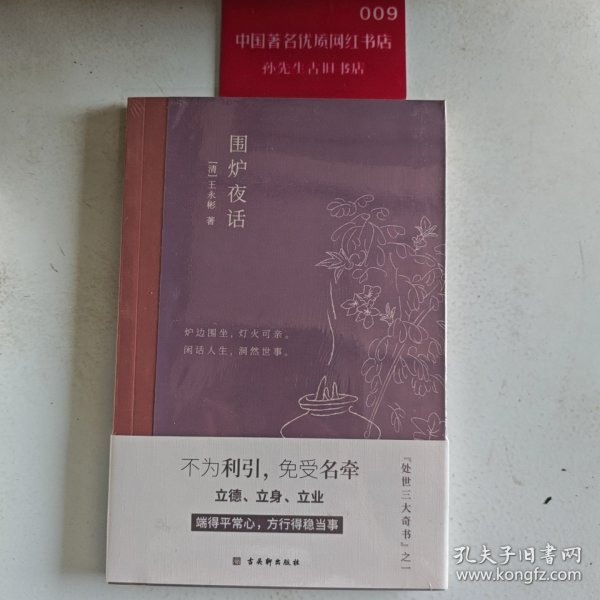 009
中国著名优质网红书店
孙先生古旧书店
围炉夜话
[清]王永彬 著
炉边围坐，灯火可亲。
闲话人生，洞然世事。
不为利引，免受名牵
立德、立身、立业
端得平常心，方行得稳当事
『处世三大奇书』之一
古吴轩出版社
孔夫子旧书网
www.kongfz.com